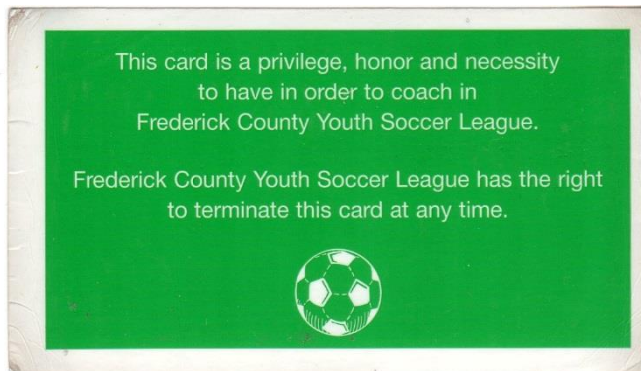 This card is a privilege, honor and necessity
to have in order to coach in
Frederick County Youth Soccer League.
Frederick County Youth Soccer League has the right
to terminate this card at any time.